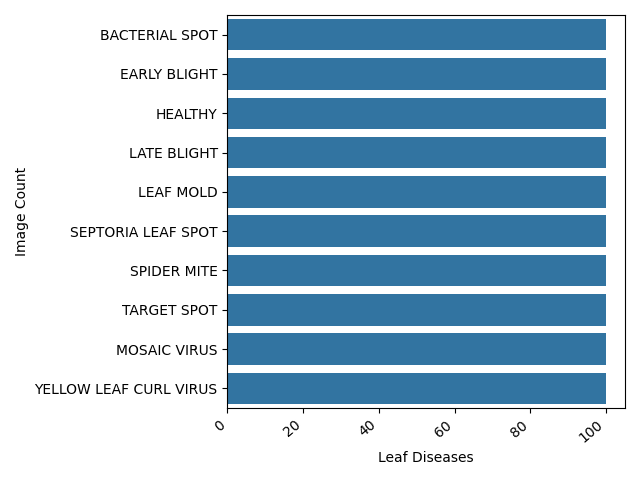 BACTERIAL SPOT
EARLY BLIGHT
HEALTHY
LATE BLIGHT
LEAF MOLD
SEPTORIA LEAF SPOT
SPIDER MITE
TARGET SPOT
MOSAIC VIRUS
YELLOW LEAF CURL VIRUS
Image Count
0
20
40
60
80
100
Leaf Diseases